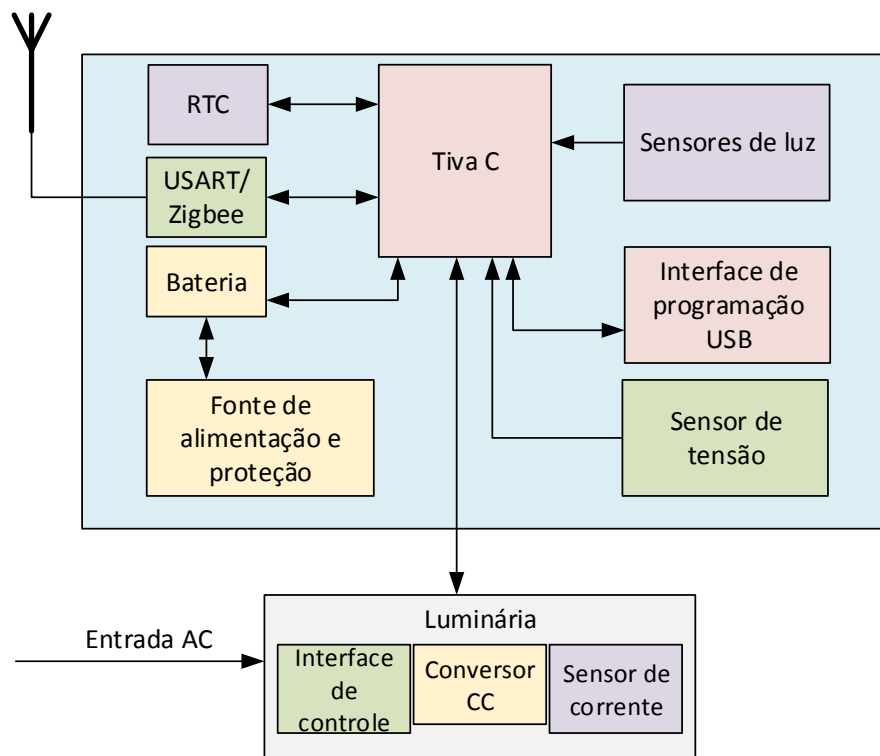 RTC
Tiva C
Sensores de luz
USART/
Zigbee
Bateria
Interface de
programação
USB
Fonte de
alimentação e
proteção
Sensor de
tensão
Entrada AC
Luminária
Interface
de
controle
Conversor
CC
Sensor de
corrente